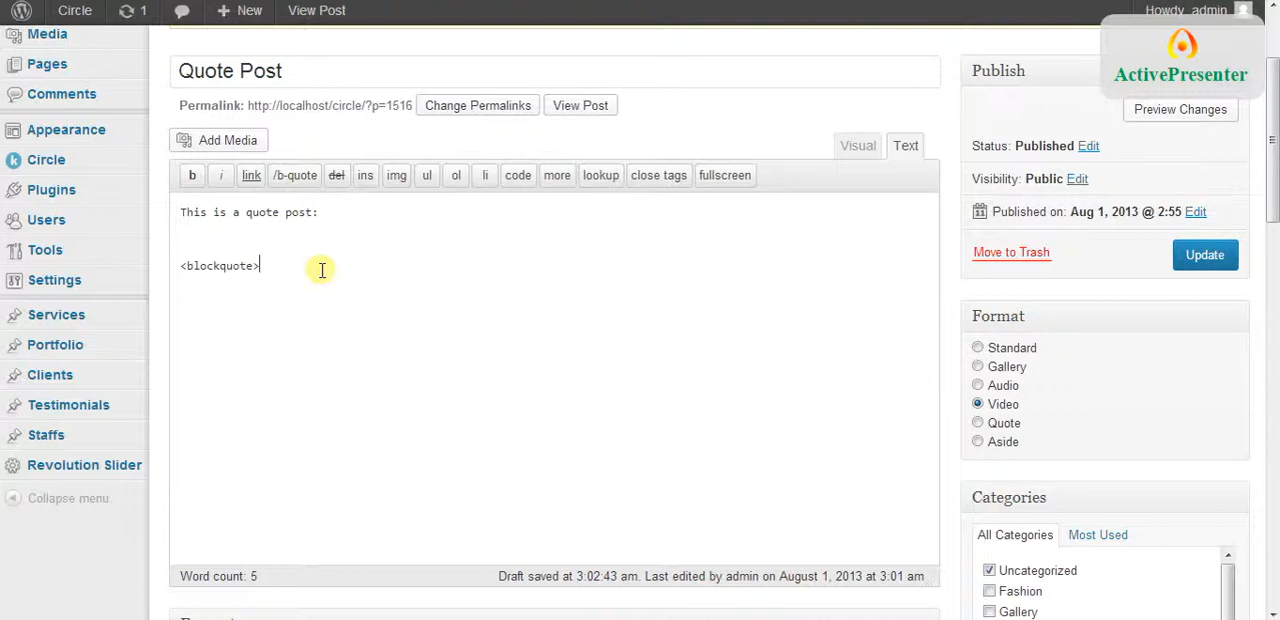 Circle 1 New View Post Howdy, admin
ActivePresenter
Media
Pages
Comments
Appearance
Circle
Plugins
Users
Tools
Settings
Services
Portfolio
Clients
Testimonials
Staffs
Revolution Slider
Collapse menu
Quote Post
Permalink: http://localhost/circle/?p=1516 Change Permalinks View Post
Add Media
Visual Text
b i link /b-quote del ins img ul ol li code more lookup close tags fullscreen
This is a quote post:
<blockquote>
Word count: 5 Draft saved at 3:02:43 am. Last edited by admin on August 1, 2013 at 3:01 am
Publish
Preview Changes
Status: Published Edit
Visibility: Public Edit
Published on: Aug 1, 2013 @ 2:55 Edit
Move to Trash Update
Format
Standard
Gallery
Audio
Video
Quote
Aside
Categories
All Categories Most Used
Uncategorized
Fashion
Gallery